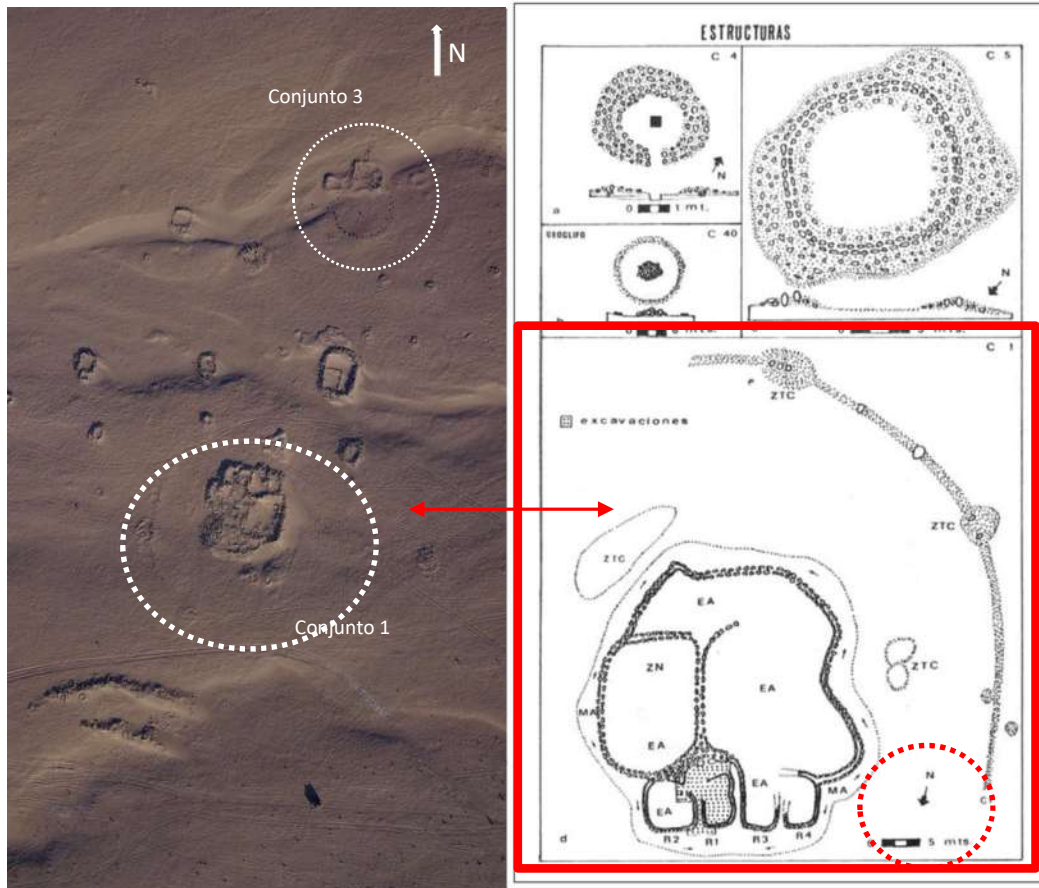 N
Conjunto 3
Conjunto 1
ESTRUCTURAS
C 4
N
a
0 1 mt.
C 5
N
GEOGLIFO
C 40
C 1
ZTC
excavaciones
ZTC
ZTC
EA
ZN
EA
ZTC
MA
EA
EA
MA
EA
R2
R1
R3
R4
N
5 mts
d